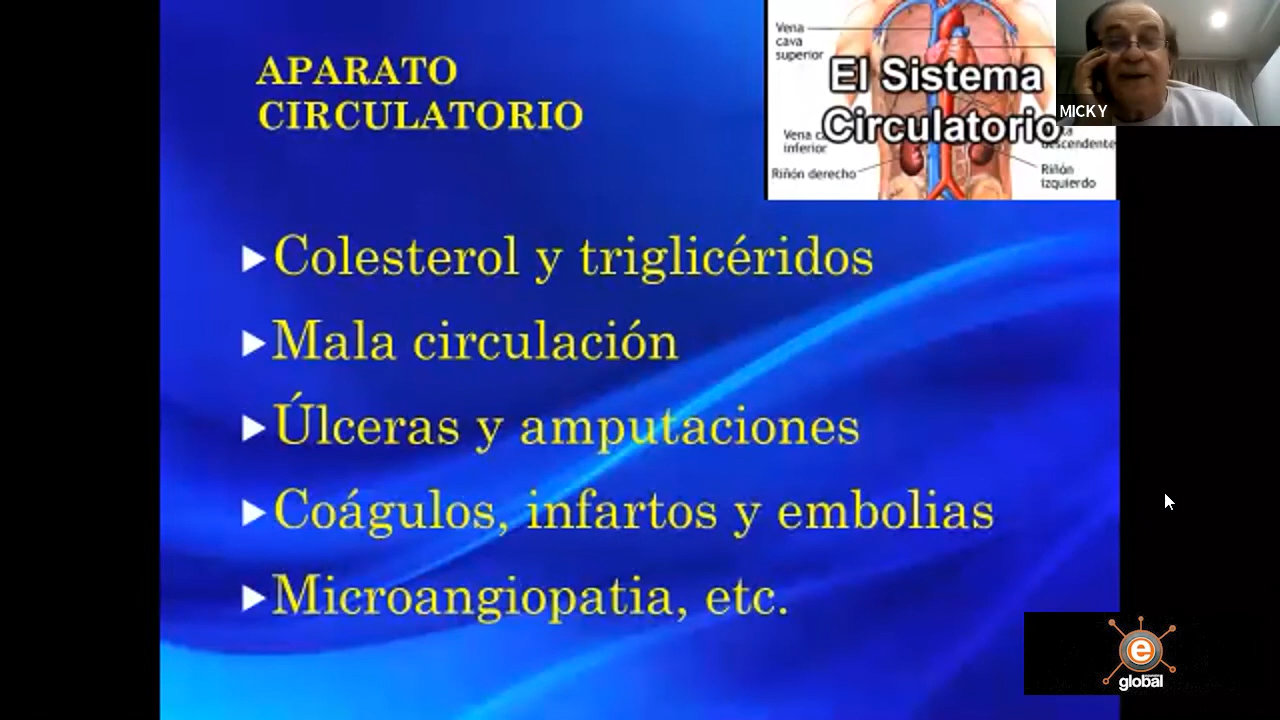 APARATO
CIRCULATORIO
Vena
cava
superior
El Sistema
Circulatorio
inferior
descendente
Riñón derecho
Riñón
izquierdo
MICKY
Colesterol y triglicéridos
Mala circulación
Úlceras y amputaciones
Coágulos, infartos y embolias
Microangiopatia, etc.
e
global